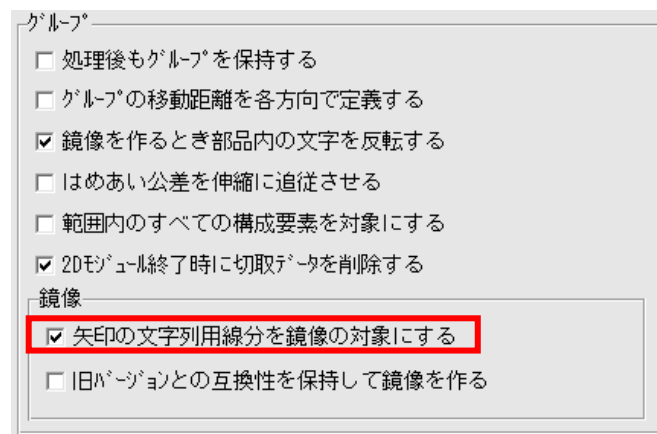 ｸﾞﾙｰﾌﾟ
処理後もｸﾞﾙｰﾌﾟを保持する
ｸﾞﾙｰﾌﾟの移動距離を各方向で定義する
鏡像を作るとき部品内の文字を反転する
はめあい公差を伸縮に追従させる
範囲内のすべての構成要素を対象にする
2Dﾓｼﾞｭｰﾙ終了時に切取ﾃﾞｰﾀを削除する
鏡像
矢印の文字列用線分を鏡像の対象にする
旧ﾊﾞｰｼﾞｮﾝとの互換性を保持して鏡像を作る